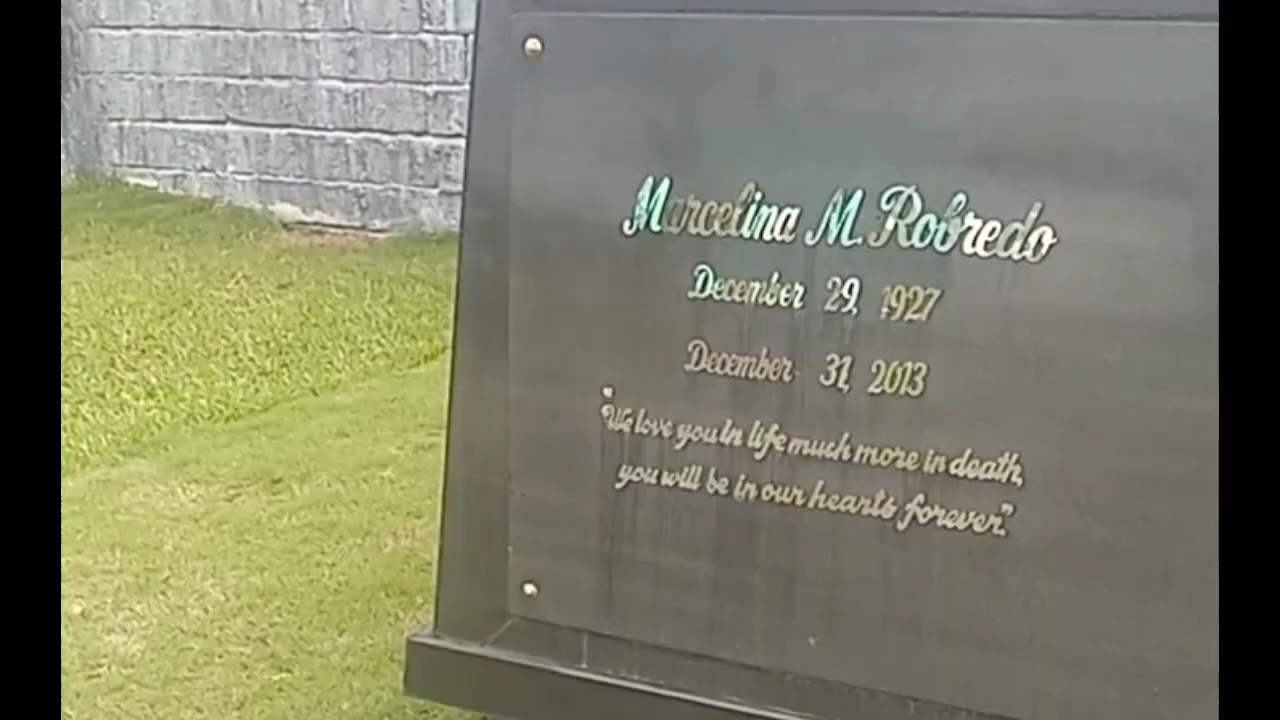 Marcelina M. Robredo
December 29, 1927
December 31, 2013
"We love you in life much more in death,
you will be in our hearts forever".